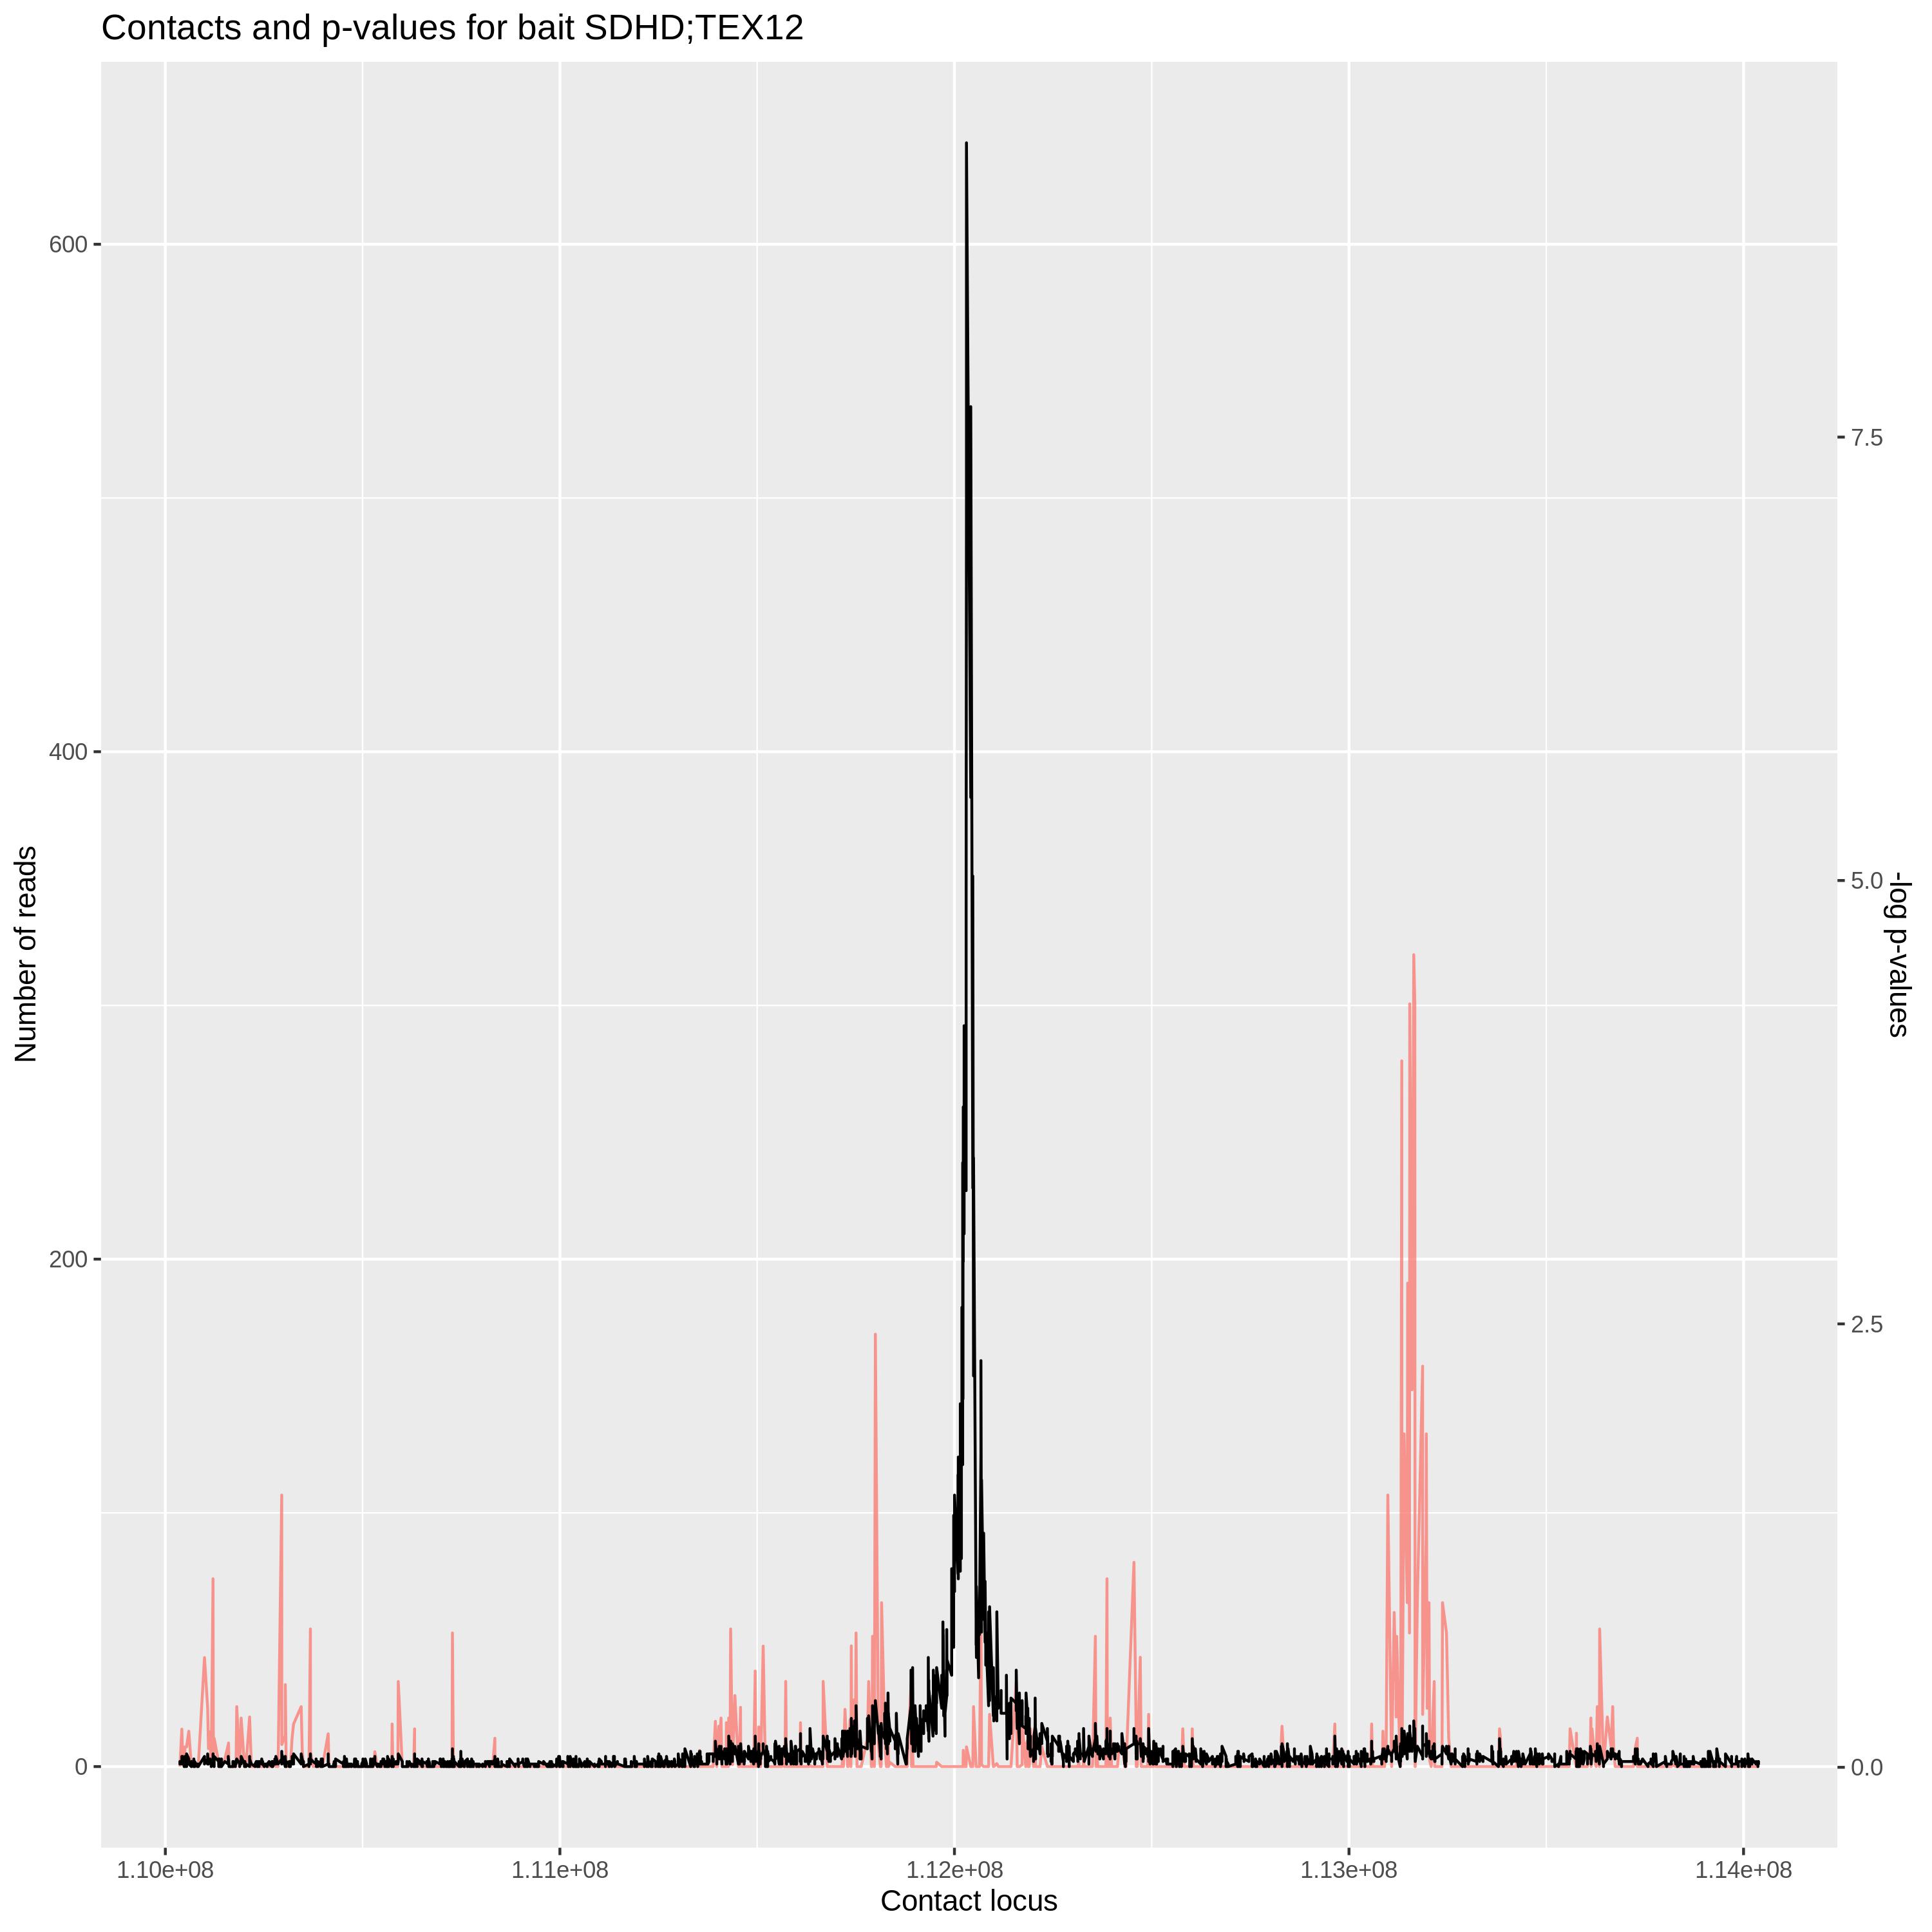 Contacts and p-values for bait SDHD;TEX12
600
400
200
0
7.5
5.0
2.5
0.0
Number of reads
-log p-values
1.10e+08
1.11e+08
1.12e+08
1.13e+08
1.14e+08
Contact locus